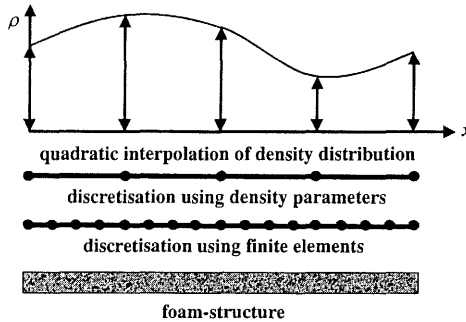 ρ
x
quadratic interpolation of density distribution
discretisation using density parameters
discretisation using finite elements
foam-structure